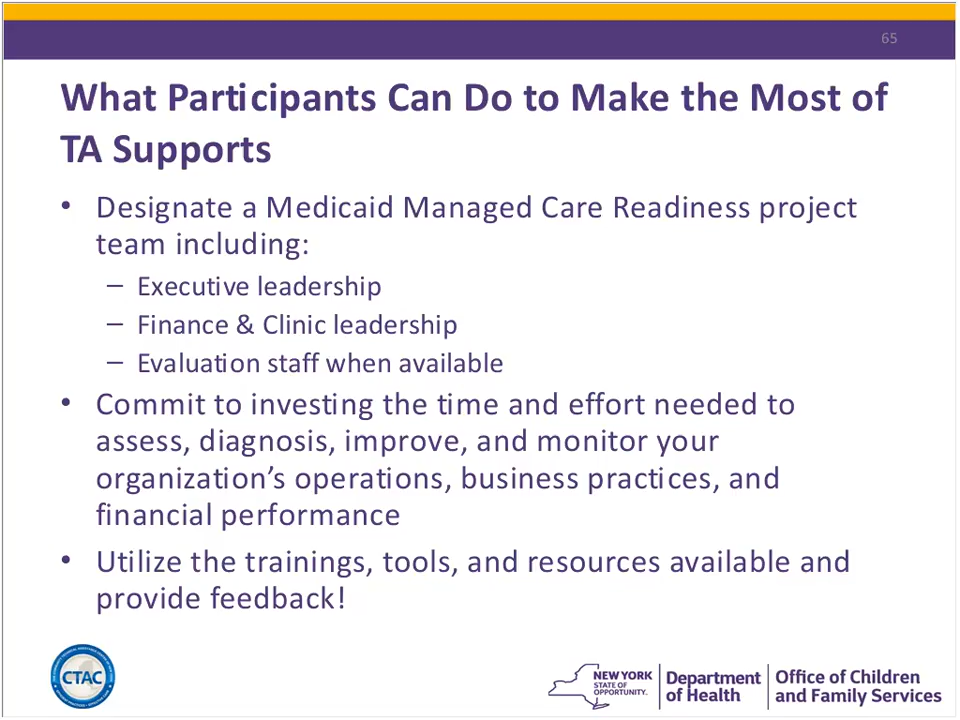 65
What Participants Can Do to Make the Most of
TA Supports
• Designate a Medicaid Managed Care Readiness project
team including:
– Executive leadership
– Finance & Clinic leadership
– Evaluation staff when available
• Commit to investing the time and effort needed to
assess, diagnosis, improve, and monitor your
organization’s operations, business practices, and
financial performance
• Utilize the trainings, tools, and resources available and
provide feedback!
CTAC
NEW YORK
STATE OF
OPPORTUNITY.
Department
of Health
Office of Children
and Family Services